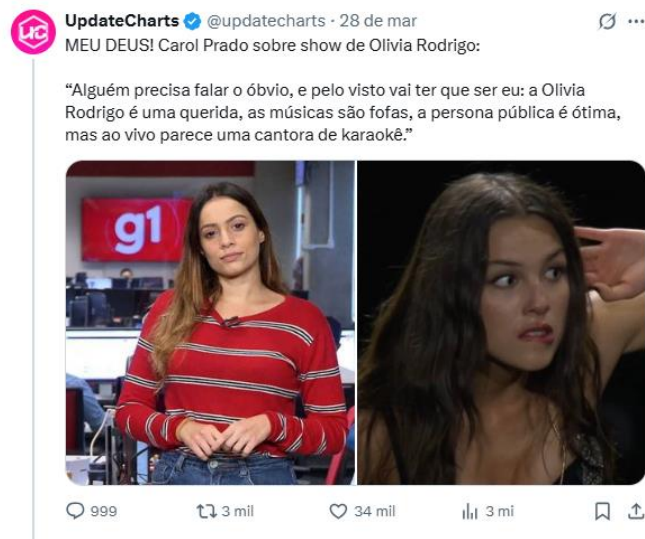 UpdateCharts @updatecharts · 28 de mar
MEU DEUS! Carol Prado sobre show de Olivia Rodrigo:
“Alguém precisa falar o óbvio, e pelo visto vai ter que ser eu: a Olivia
Rodrigo é uma querida, as músicas são fofas, a persona pública é ótima,
mas ao vivo parece uma cantora de karaokê.”
g1
999 3 mil 34 mil 3 mi